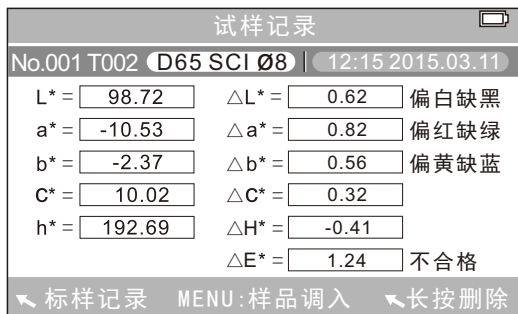 试样记录
No.001 T002 D65 SCI Ø8 12:15 2015.03.11
L* = 98.72 △L* = 0.62 偏白缺黑
a* = -10.53 △a* = 0.82 偏红缺绿
b* = -2.37 △b* = 0.56 偏黄缺蓝
C* = 10.02 △C* = 0.32
h* = 192.69 △H* = -0.41
△E* = 1.24 不合格
标样记录 MENU:样品调入 长按删除